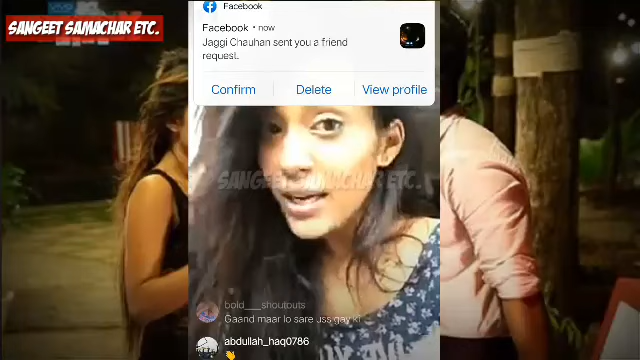 SANGEET SAMACHAR ETC.
Facebook
Facebook • now
Jaggi Chauhan sent you a friend
request.
Confirm Delete View profile
SANGEET SAMACHAR ETC.
boid___shoutouts
Gaand maar lo sare uss gay ki
abdullah_haq0786
👋